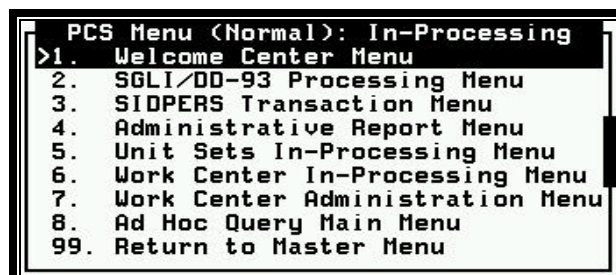 PCS Menu (Normal): In-Processing
>1. Welcome Center Menu
2. SGLI/DD-93 Processing Menu
3. SIDPERS Transaction Menu
4. Administrative Report Menu
5. Unit Sets In-Processing Menu
6. Work Center In-Processing Menu
7. Work Center Administration Menu
8. Ad Hoc Query Main Menu
99. Return to Master Menu